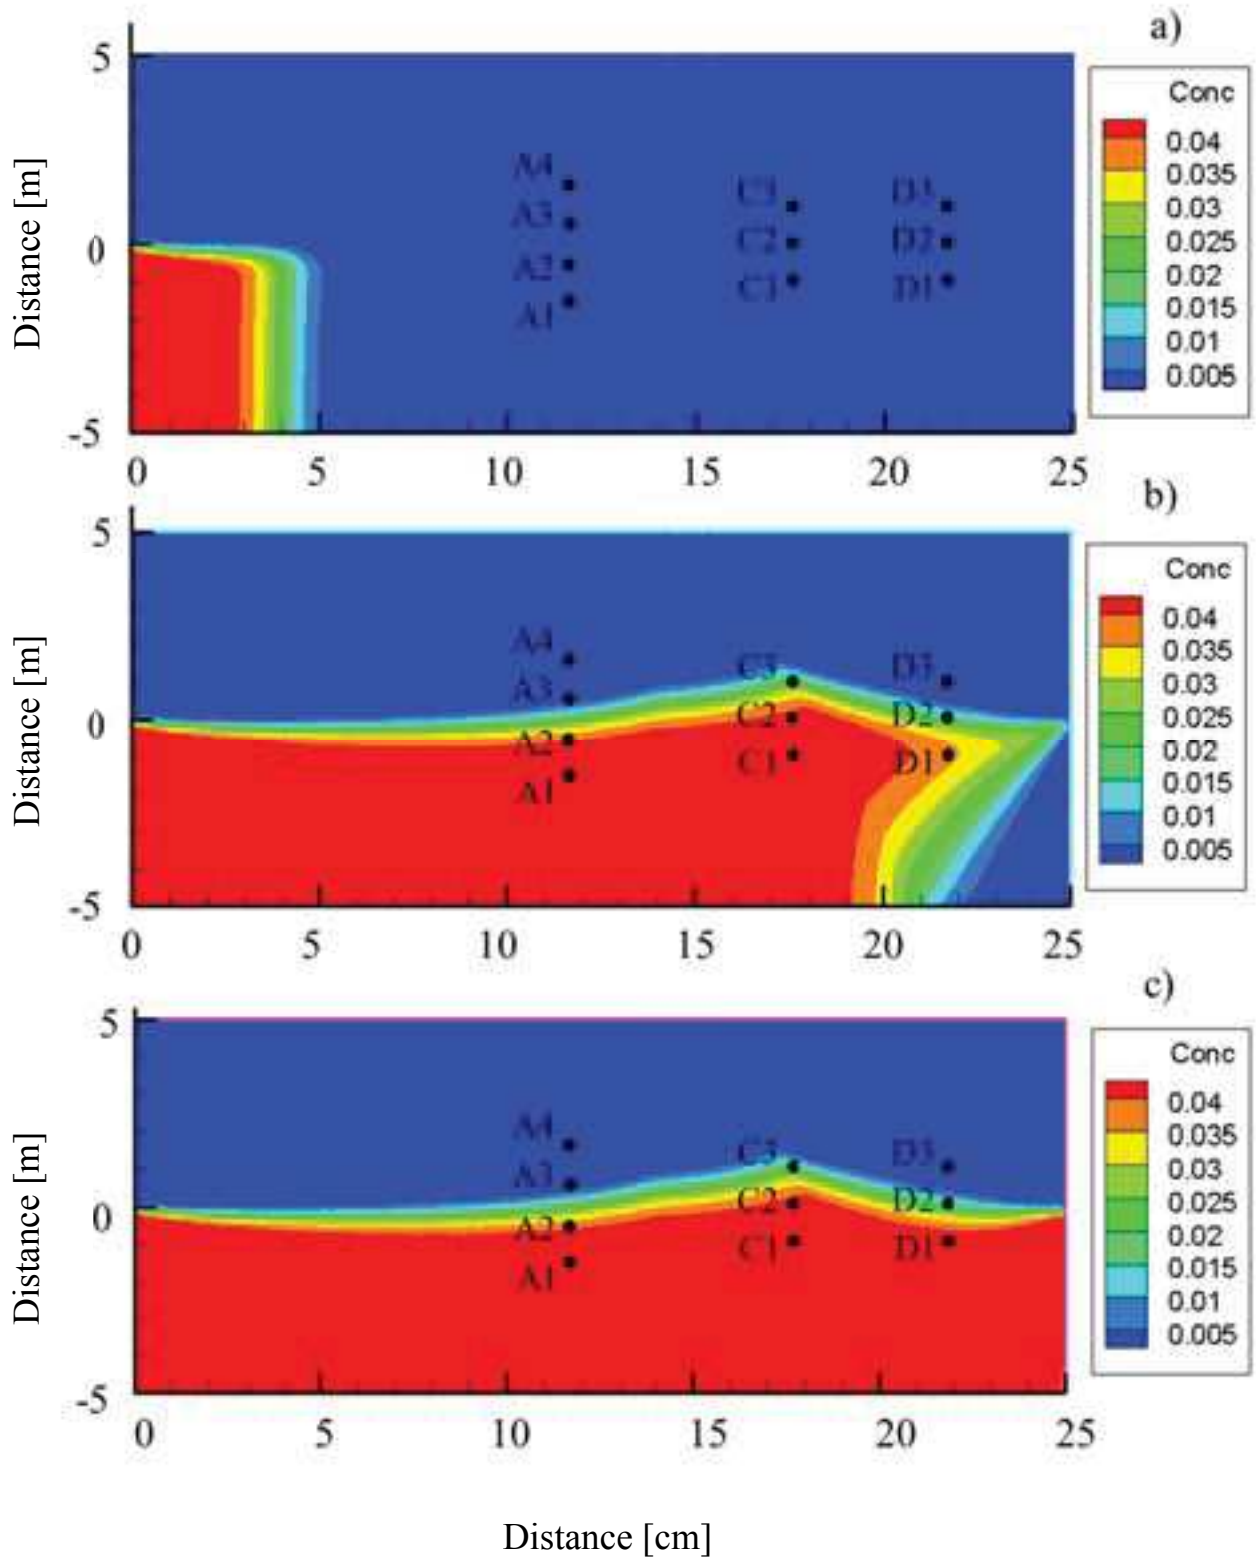 a)
5
0
-5
Distance [m]
A4
A3
A2
A1
C3
C2
C1
D3
D2
D1
Conc
0.04
0.035
0.03
0.025
0.02
0.015
0.01
0.005
0 5 10 15 20 25
b)
5
0
-5
Distance [m]
A4
A3
A2
A1
C3
C2
C1
D3
D2
D1
Conc
0.04
0.035
0.03
0.025
0.02
0.015
0.01
0.005
0 5 10 15 20 25
c)
5
0
-5
Distance [m]
A4
A3
A2
A1
C3
C2
C1
D3
D2
D1
Conc
0.04
0.035
0.03
0.025
0.02
0.015
0.01
0.005
0 5 10 15 20 25
Distance [cm]